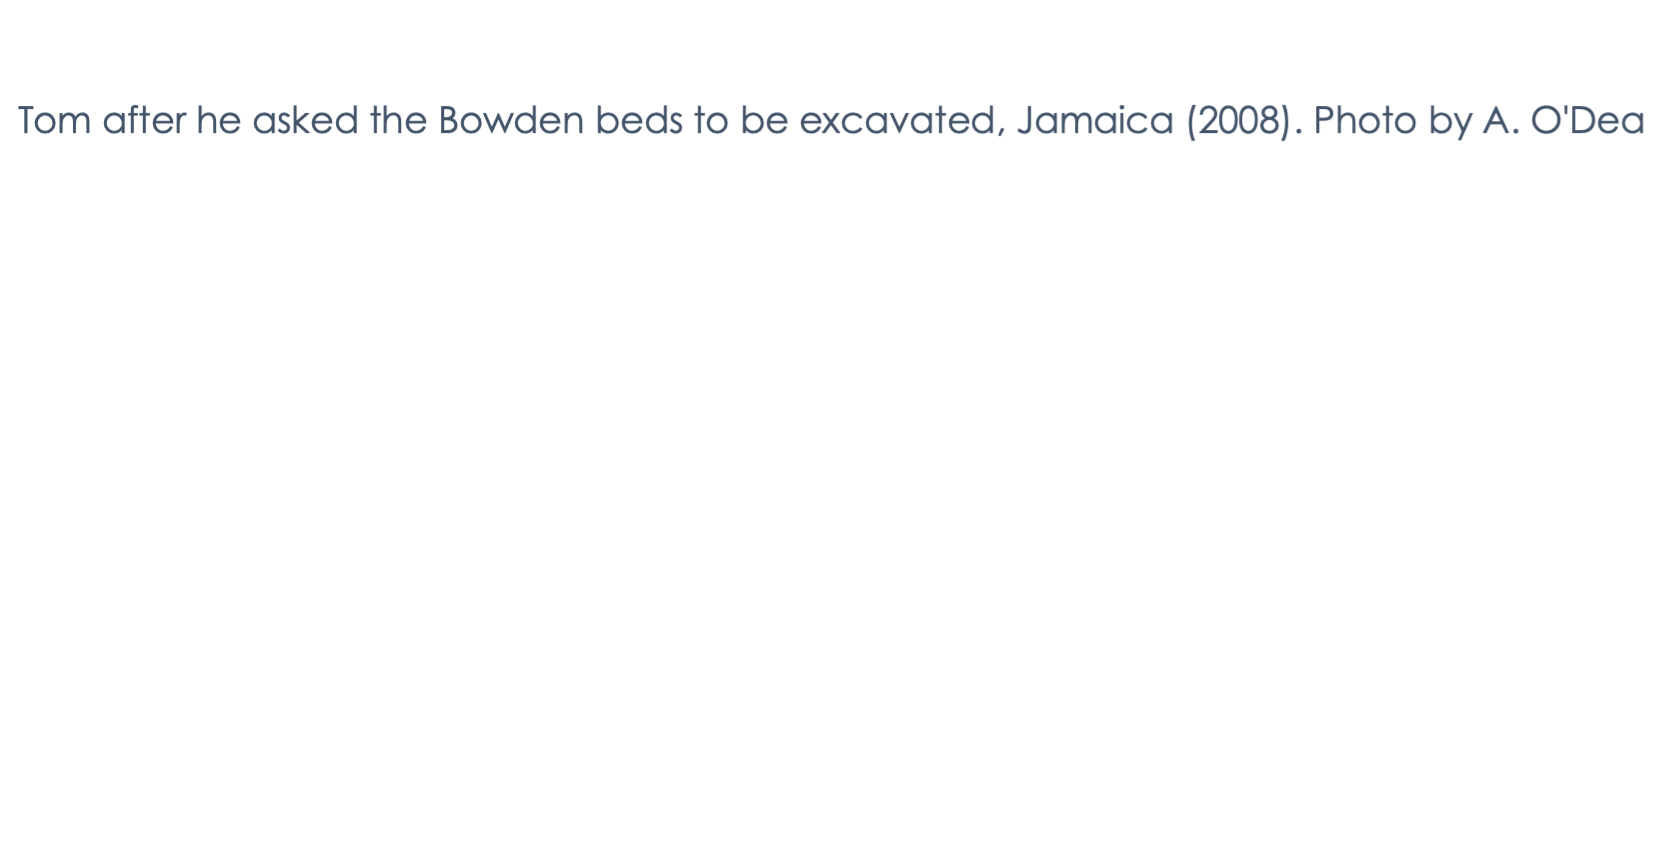 Tom after he asked the Bowden beds to be excavated, Jamaica (2008). Photo by A. O'Dea